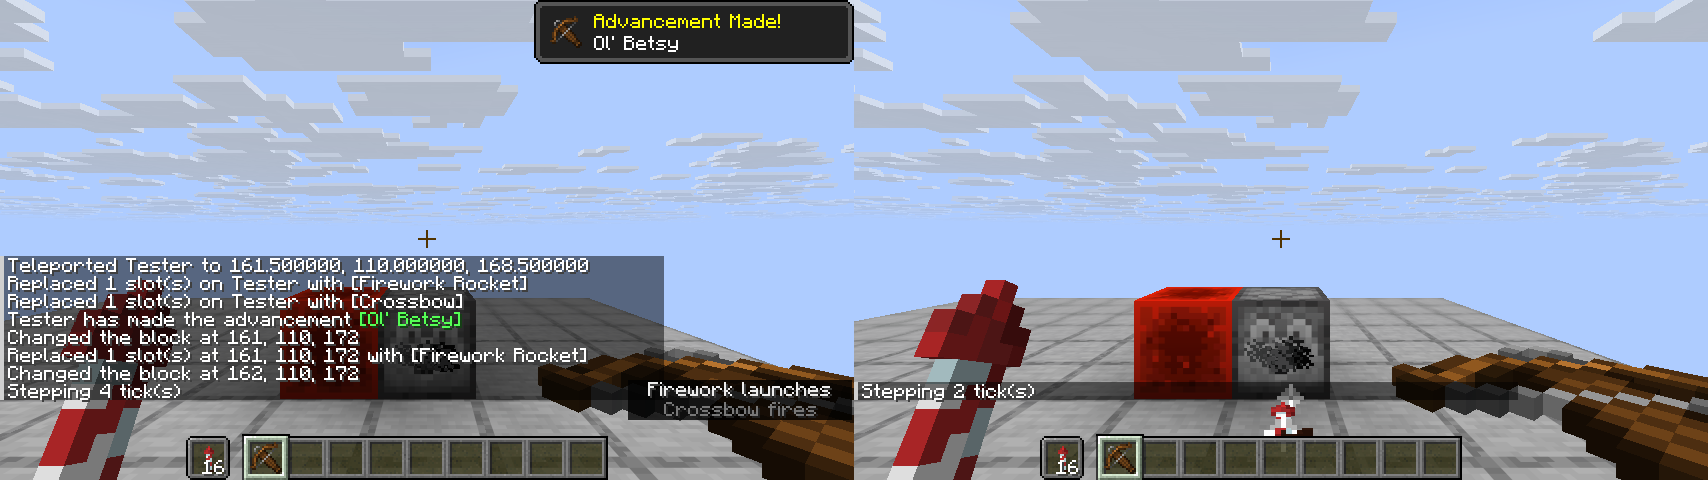 Advancement Made!
Ol' Betsy
Teleported Tester to 161.500000, 110.000000, 168.500000
Replaced 1 slot(s) on Tester with [Firework Rocket]
Replaced 1 slot(s) on Tester with [Crossbow]
Tester has made the advancement [Ol' Betsy]
Changed the block at 161, 110, 172
Replaced 1 slot(s) at 161, 110, 172 with [Firework Rocket]
Changed the block at 162, 110, 172
Stepping 4 tick(s)
Firework launches
Crossbow fires
16
Stepping 2 tick(s)
16